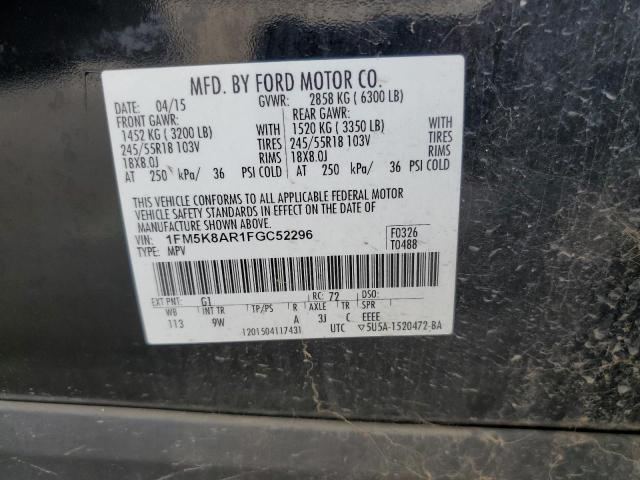 MFD. BY FORD MOTOR CO.
DATE: 04/15 GVWR: 2858 KG ( 6300 LB)
FRONT GAWR: REAR GAWR:
1452 KG ( 3200 LB) WITH 1520 KG ( 3350 LB) WITH
245/55R18 103V TIRES 245/55R18 103V TIRES
18X8.0J RIMS 18X8.0J RIMS
AT 250 kPa/ 36 PSI COLD AT 250 kPa/ 36 PSI COLD
THIS VEHICLE CONFORMS TO ALL APPLICABLE FEDERAL MOTOR
VEHICLE SAFETY STANDARDS IN EFFECT ON THE DATE OF
MANUFACTURE SHOWN ABOVE.
VIN: 1FM5K8AR1FGC52296 F0326
TYPE: MPV T0488
EXT PNT: G1 RC: 72 DSO:
WB INT TR TP/PS R AXLE TR SPR
113 9W A 3J C EEEE
1201504117431 UTC ▽5U5A-1520472-BA